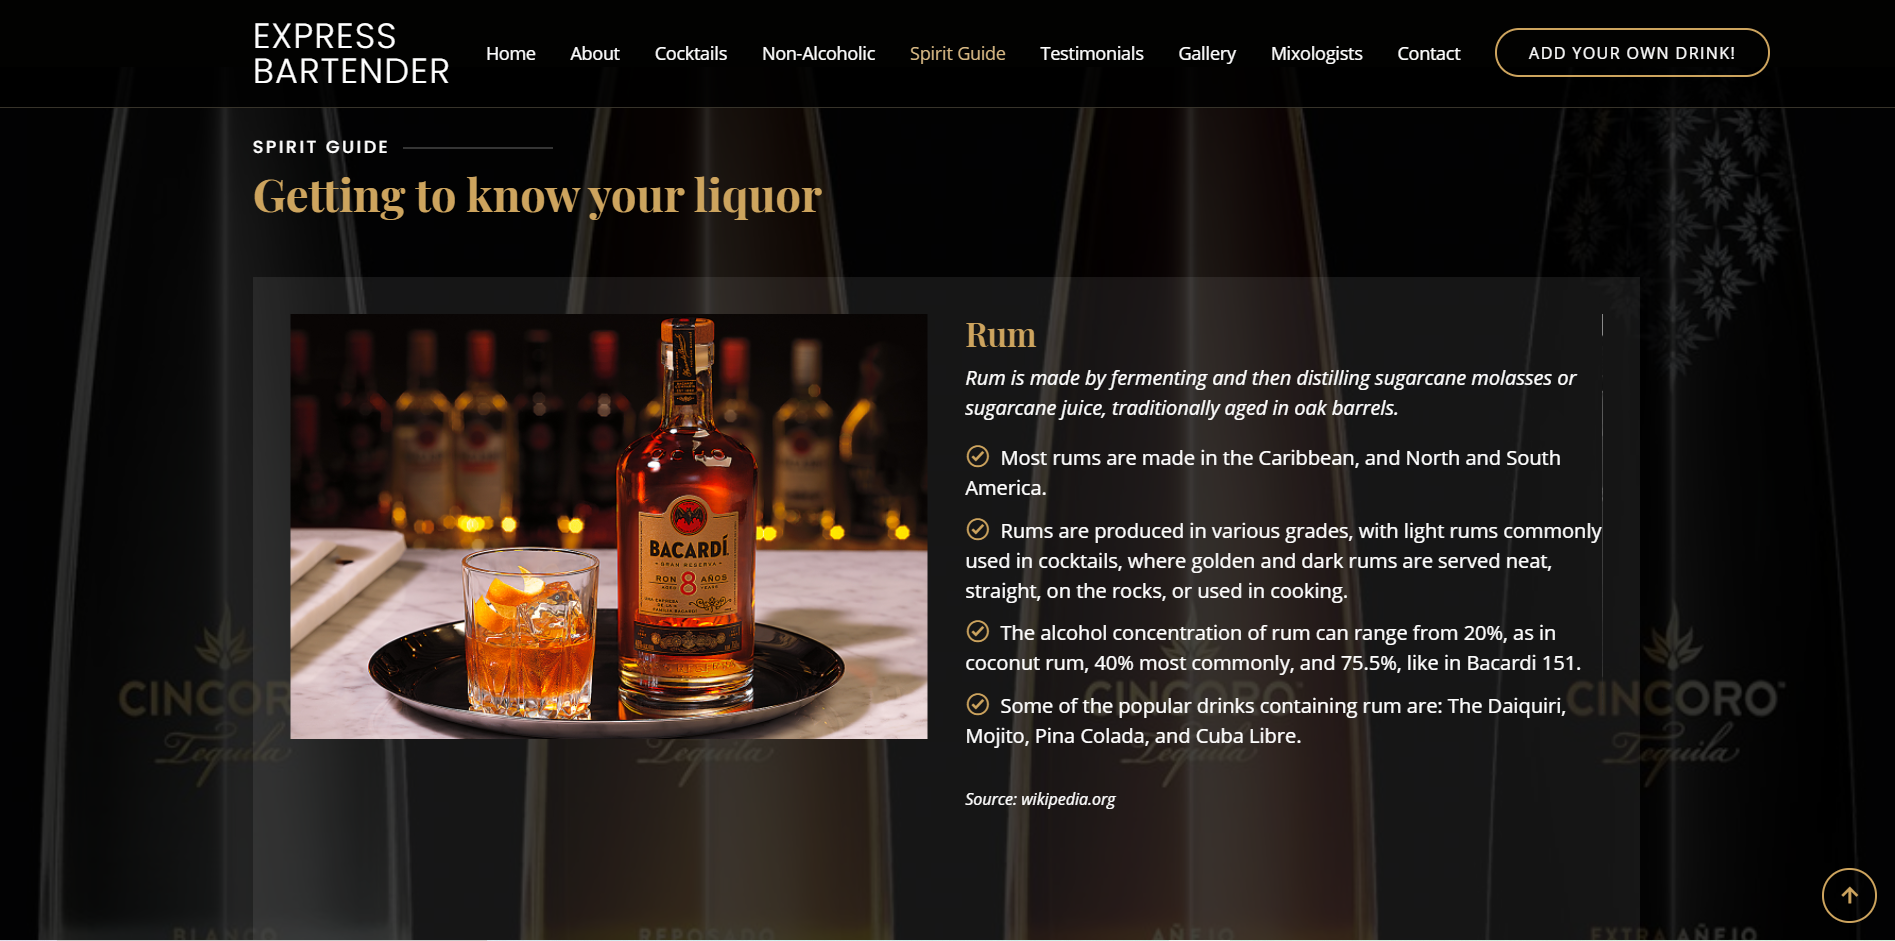 EXPRESS
BARTENDER
Home About Cocktails Non-Alcoholic Spirit Guide Testimonials Gallery Mixologists Contact ADD YOUR OWN DRINK!
SPIRIT GUIDE
Getting to know your liquor
Rum
Rum is made by fermenting and then distilling sugarcane molasses or
sugarcane juice, traditionally aged in oak barrels.
Most rums are made in the Caribbean, and North and South
America.
Rums are produced in various grades, with light rums commonly
used in cocktails, where golden and dark rums are served neat,
straight, on the rocks, or used in cooking.
The alcohol concentration of rum can range from 20%, as in
coconut rum, 40% most commonly, and 75.5%, like in Bacardi 151.
Some of the popular drinks containing rum are: The Daiquiri,
Mojito, Pina Colada, and Cuba Libre.
Source: wikipedia.org
BACARDÍ
GRAN RESERVA
RON 8 AÑOS
AGED YEARS
CINCORO CINCORO CINCORO
Tequila Tequila Tequila Tequila
BLANCO REPOSADO AÑEJO EXTRA AÑEJO